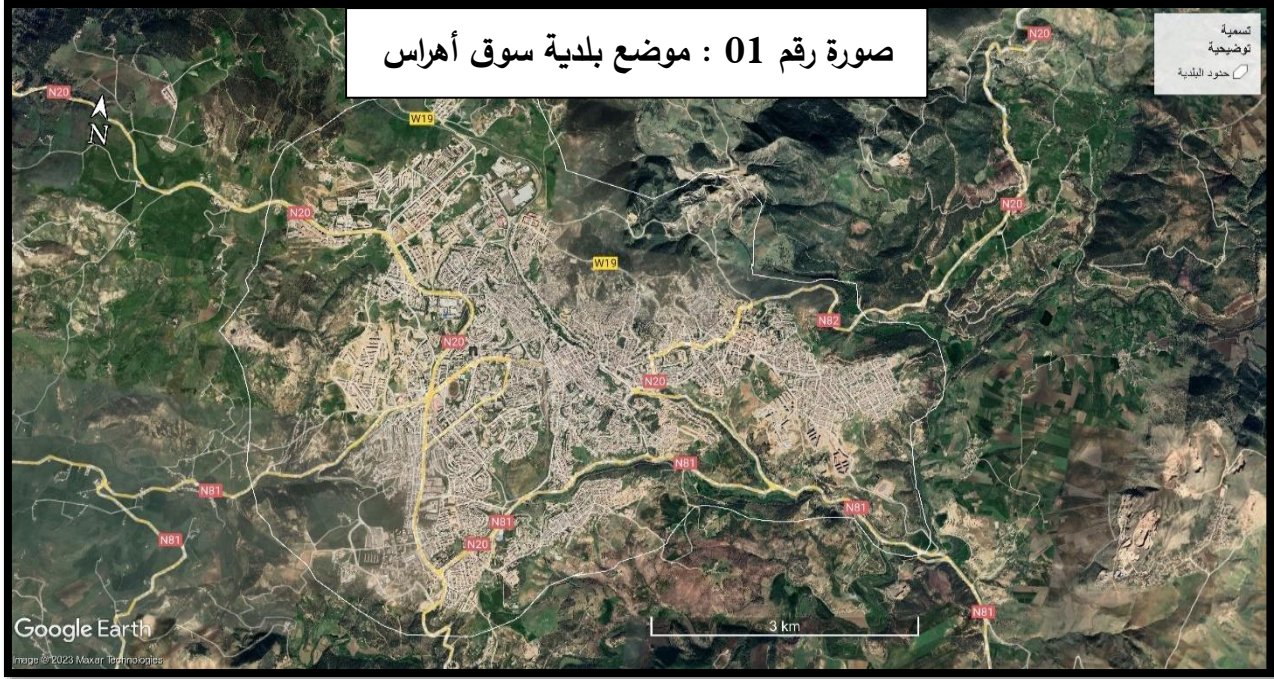 صورة رقم 01 : موضع بلدية سوق أهراس
تسمية
توضيحية
حدود البلدية
N20
N20
N
W19
N20
N20
W19
N82
N20
N20
N81
N81
N81
N81
N20
N81
N81
3 km
Google Earth
Image © 2023 Maxar Technologies